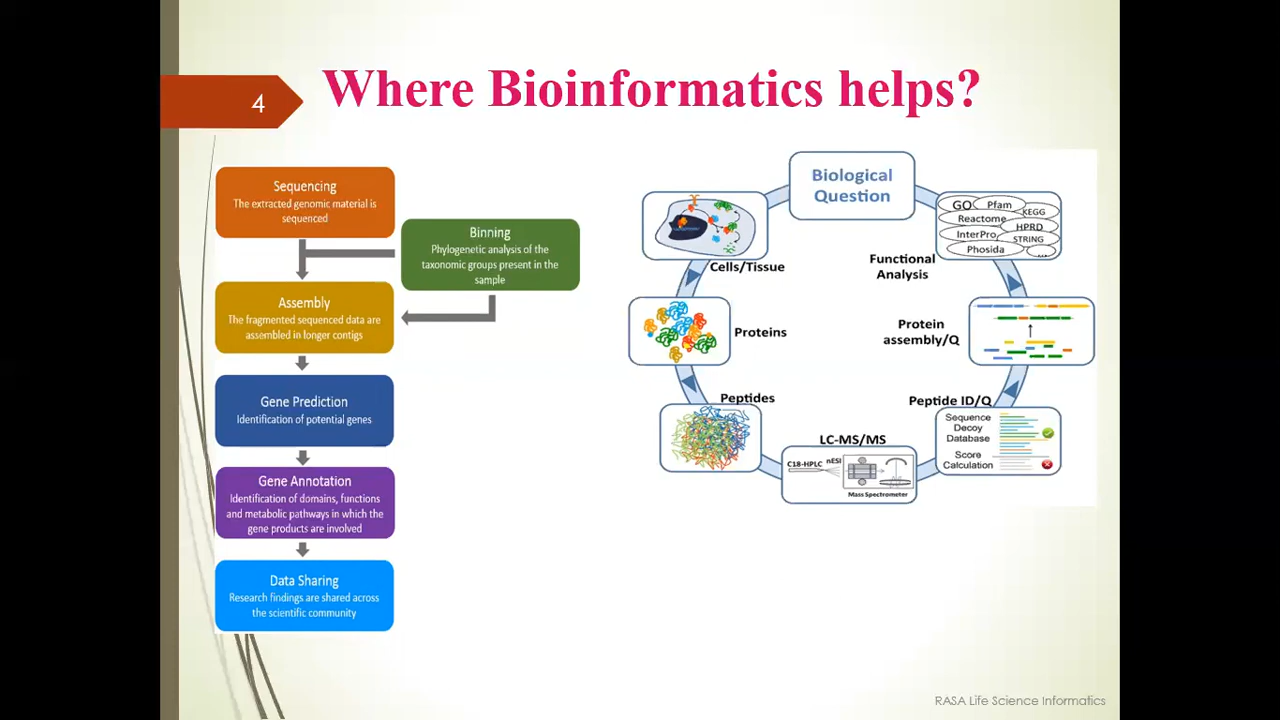 4
Where Bioinformatics helps?
Sequencing
The extracted genomic material is
sequenced
Binning
Phylogenetic analysis of the
taxonomic groups present in the
sample
Assembly
The fragmented sequenced data are
assembled in longer contigs
Gene Prediction
Identification of potential genes
Gene Annotation
Identification of domains, functions
and metabolic pathways in which the
gene products are involved
Data Sharing
Research findings are shared across
the scientific community
Biological
Question
Cells/Tissue
Proteins
Peptides
LC-MS/MS
C18-HPLC
nESI
Mass Spectrometer
Peptide ID/Q
Sequence
Decoy
Database
Score
Calculation
Protein
assembly/Q
Functional
Analysis
GO
Pfam
KEGG
Reactome
HPRD
InterPro
STRING
Phosida
...
RASA Life Science Informatics